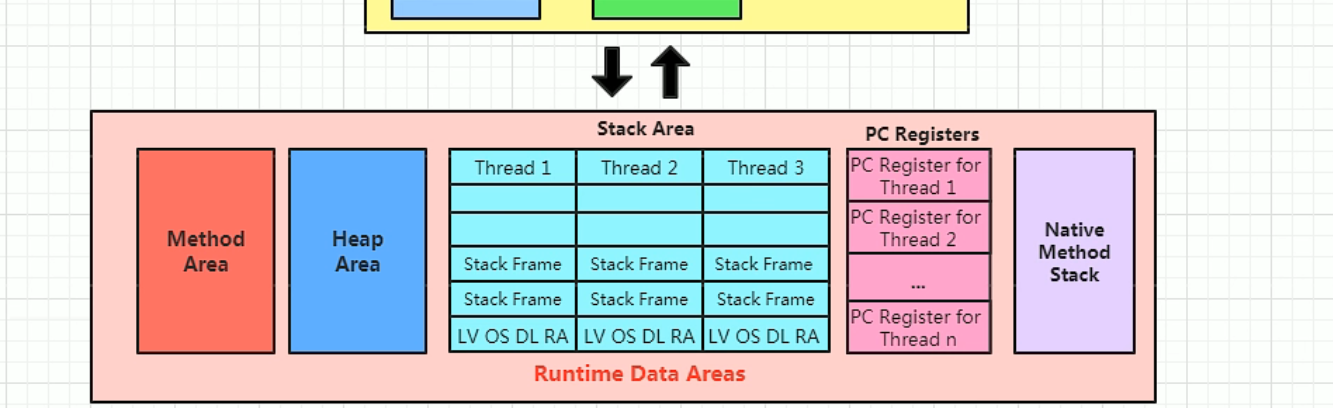 Stack Area
PC Registers
Method
Area
Heap
Area
Thread 1 Thread 2 Thread 3
Stack Frame Stack Frame Stack Frame
Stack Frame Stack Frame Stack Frame
LV OS DL RA LV OS DL RA LV OS DL RA
PC Register for
Thread 1
PC Register for
Thread 2
...
PC Register for
Thread n
Native
Method
Stack
Runtime Data Areas